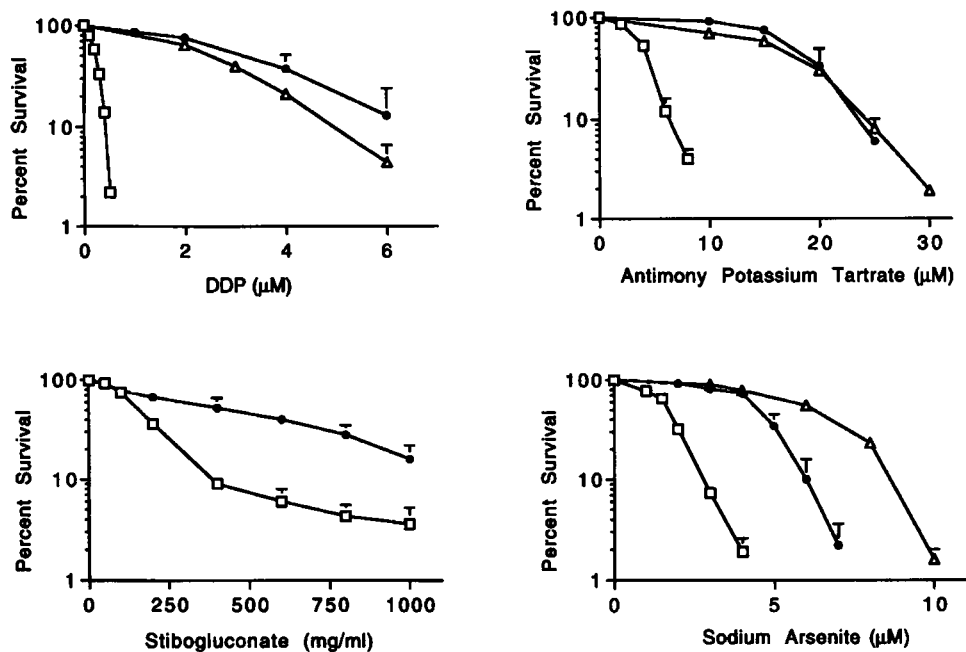 100
10
1
Percent Survival
0 2 4 6
DDP (μM)
100
10
1
Percent Survival
0 10 20 30
Antimony Potassium Tartrate (μM)
100
10
1
Percent Survival
0 250 500 750 1000
Stibogluconate (mg/ml)
100
10
1
Percent Survival
0 5 10
Sodium Arsenite (μM)